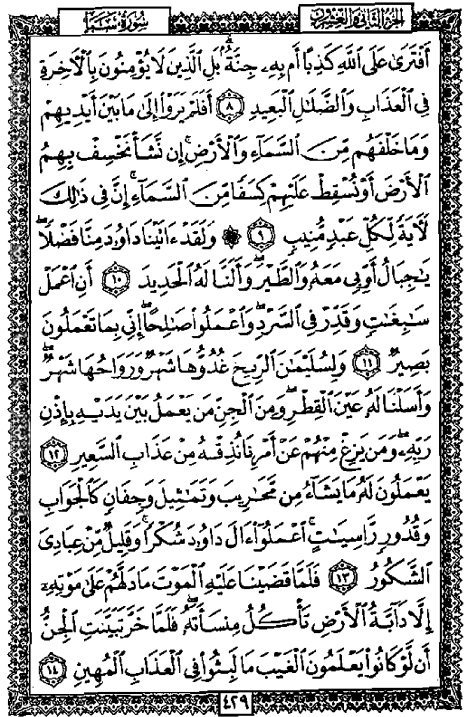 الجزء الثاني والعشرون
سورة سبإ
أَفْتَرَىٰ عَلَى ٱللَّهِ كَذِبًا أَم بِهِۦ جِنَّةٌۢ بَلِ ٱلَّذِينَ لَا يُؤْمِنُونَ بِٱلْءَاخِرَةِ
فِى ٱلْعَذَابِ وَٱلضَّلَٰلِ ٱلْبَعِيدِ ٨ أَفَلَمْ يَرَوْا۟ إِلَىٰ مَا بَيْنَ أَيْدِيهِمْ
وَمَا خَلْفَهُم مِّنَ ٱلسَّمَآءِ وَٱلْأَرْضِ ۚ إِن نَّشَأْ نَخْسِفْ بِهِمُ
ٱلْأَرْضَ أَوْ نُسْقِطْ عَلَيْهِمْ كِسَفًا مِّنَ ٱلسَّمَآءِ ۚ إِنَّ فِى ذَٰلِكَ
لَءَايَةً لِّكُلِّ عَبْدٍ مُّنِيبٍ ٩ ۞ وَلَقَدْ ءَاتَيْنَا دَاوُۥدَ مِنَّا فَضْلًا ۖ
يَٰجِبَالُ أَوِّبِى مَعَهُۥ وَٱلطَّيْرَ ۖ وَأَلَنَّا لَهُ ٱلْحَدِيدَ ١٠ أَنِ ٱعْمَلْ
سَٰبِغَٰتٍ وَقَدِّرْ فِى ٱلسَّرْدِ ۖ وَٱعْمَلُوا۟ صَٰلِحًا ۖ إِنِّى بِمَا تَعْمَلُونَ
بَصِيرٌ ١١ وَلِسُلَيْمَٰنَ ٱلرِّيحَ غُدُوُّهَا شَهْرٌ وَرَوَاحُهَا شَهْرٌ ۖ
وَأَسَلْنَا لَهُۥ عَيْنَ ٱلْقِطْرِ ۖ وَمِنَ ٱلْجِنِّ مَن يَعْمَلُ بَيْنَ يَدَيْهِ بِإِذْنِ
رَبِّهِۦ ۖ وَمَن يَزِغْ مِنْهُمْ عَنْ أَمْرِنَا نُذِقْهُ مِنْ عَذَابِ ٱلسَّعِيرِ ١٢
يَعْمَلُونَ لَهُۥ مَا يَشَآءُ مِن مَّحَٰرِيبَ وَتَمَٰثِيلَ وَجِفَانٍ كَٱلْجَوَابِ
وَقُدُورٍ رَّاسِيَٰتٍ ۚ ٱعْمَلُوٓا۟ ءَالَ دَاوُۥدَ شُكْرًا ۚ وَقَلِيلٌ مِّنْ عِبَادِىَ
ٱلشَّكُورُ ١٣ فَلَمَّا قَضَيْنَا عَلَيْهِ ٱلْمَوْتَ مَا دَلَّهُمْ عَلَىٰ مَوْتِهِۦٓ
إِلَّا دَآبَّةُ ٱلْأَرْضِ تَأْكُلُ مِنسَأَتَهُۥ ۖ فَلَمَّا خَرَّ تَبَيَّنَتِ ٱلْجِنُّ
أَن لَّوْ كَانُوا۟ يَعْلَمُونَ ٱلْغَيْبَ مَا لَبِثُوا۟ فِى ٱلْعَذَابِ ٱلْمُهِينِ ١٤
٤٢٩